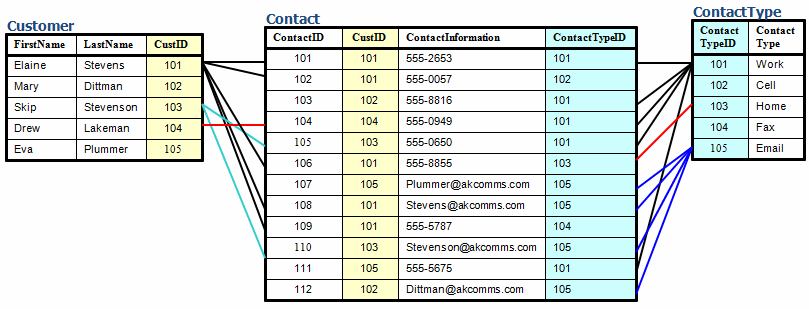 Customer
FirstName LastName CustID
Elaine Stevens 101
Mary Dittman 102
Skip Stevenson 103
Drew Lakeman 104
Eva Plummer 105
Contact
ContactID CustID ContactInformation ContactTypeID
101 101 555-2653 101
102 101 555-0057 102
103 102 555-8816 101
104 104 555-0949 101
105 103 555-0650 101
106 101 555-8855 103
107 105 Plummer@akcomms.com 105
108 101 Stevens@akcomms.com 105
109 101 555-5787 104
110 103 Stevenson@akcomms.com 105
111 105 555-5675 101
112 102 Dittman@akcomms.com 105
ContactType
Contact Contact
TypeID Type
101 Work
102 Cell
103 Home
104 Fax
105 Email